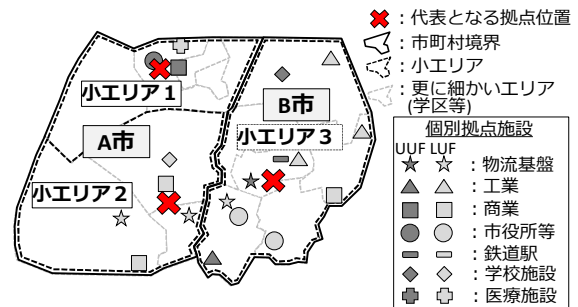 ：代表となる拠点位置
：市町村境界
：小エリア
：更に細かいエリア
(学区等)
小エリア１
B市
A市
小エリア３
小エリア２
個別拠点施設
UUF LUF
：物流基盤
：工業
：商業
：市役所等
：鉄道駅
：学校施設
：医療施設